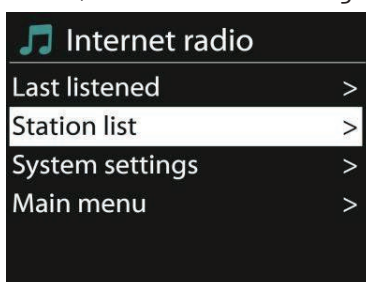 Internet radio
Last listened >
Station list >
System settings >
Main menu >